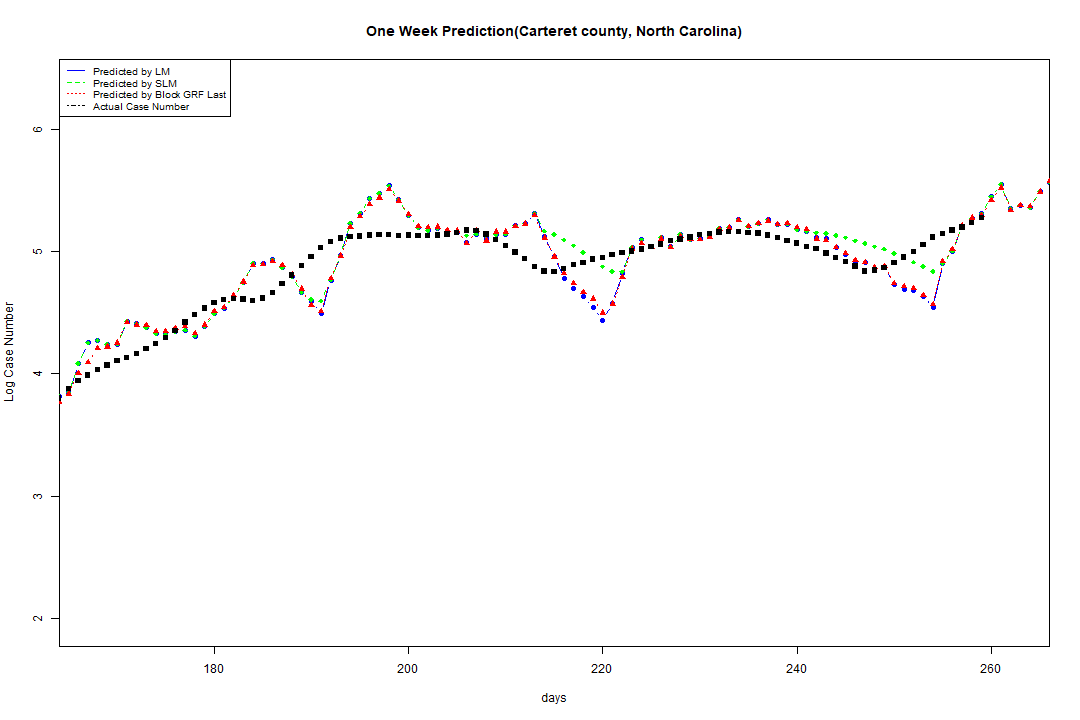 One Week Prediction(Carteret county, North Carolina)
Predicted by LM
Predicted by SLM
Predicted by Block GRF Last
Actual Case Number
6
5
4
3
2
Log Case Number
180 200 220 240 260
days